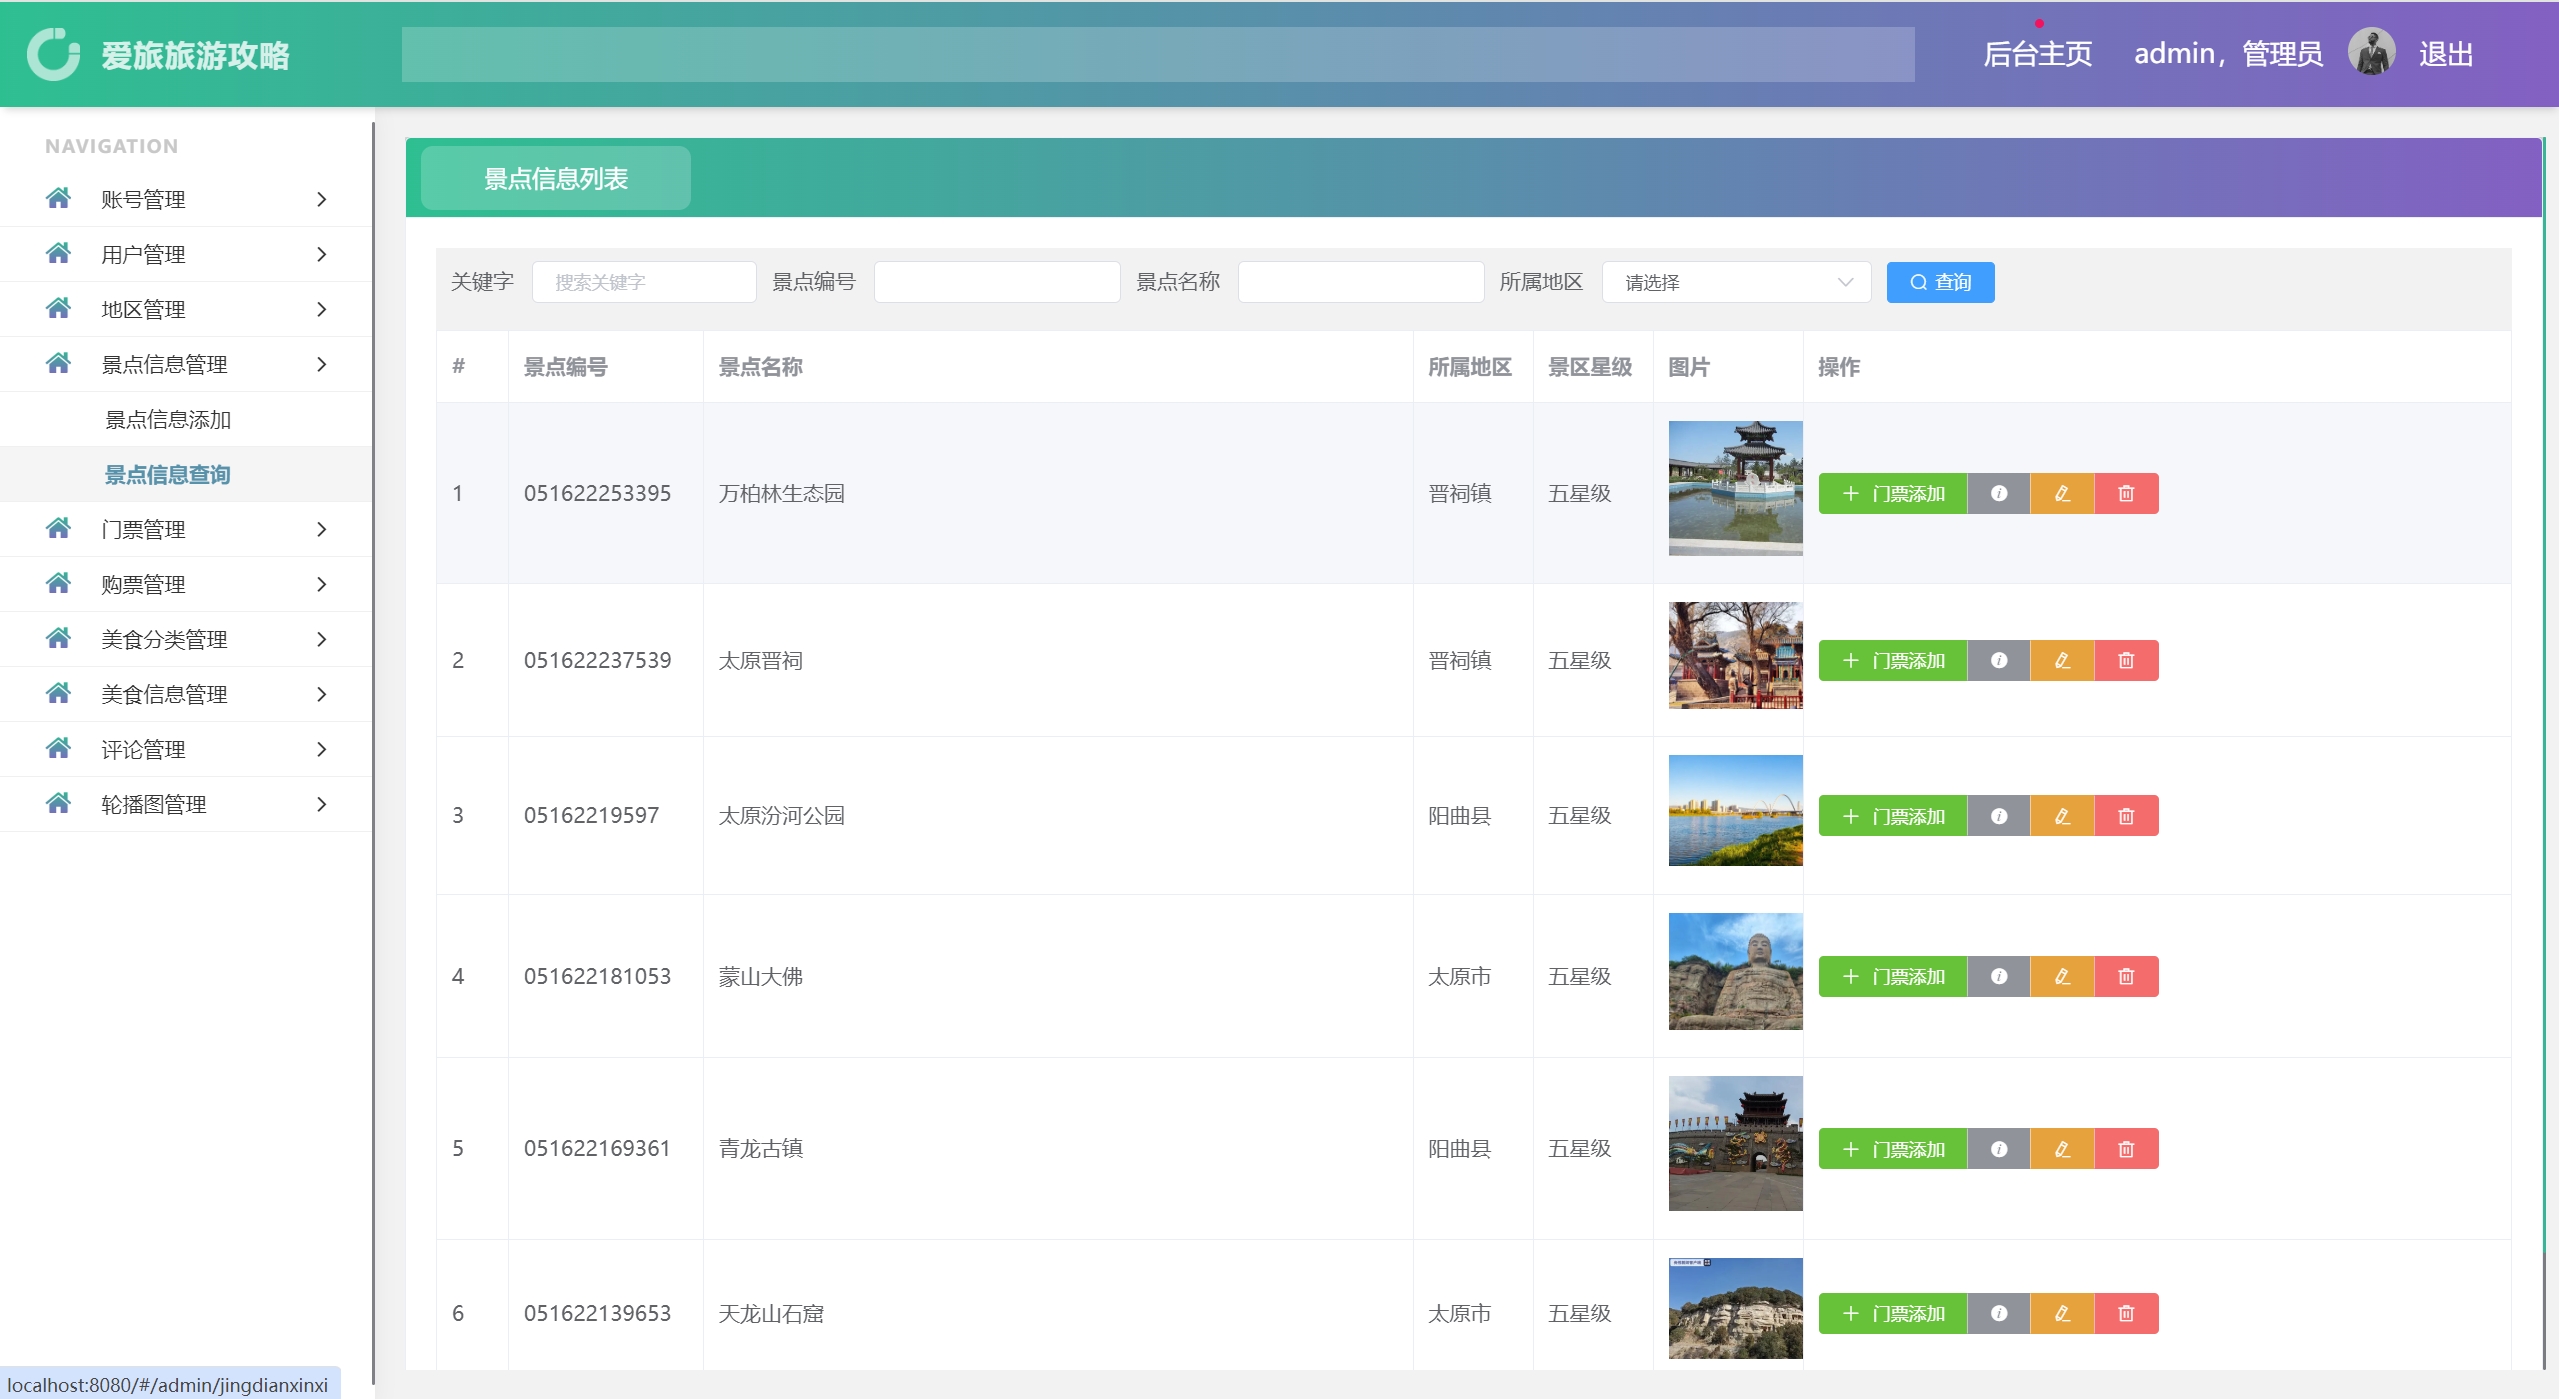 爱旅旅游攻略
后台主页 admin，管理员 退出
NAVIGATION
账号管理
用户管理
地区管理
景点信息管理
景点信息添加
景点信息查询
门票管理
购票管理
美食分类管理
美食信息管理
评论管理
轮播图管理
景点信息列表
关键字 搜索关键字 景点编号 景点名称 所属地区 请选择 查询
# 景点编号 景点名称 所属地区 景区星级 图片 操作
1 051622253395 万柏林生态园 晋祠镇 五星级 门票添加
2 051622237539 太原晋祠 晋祠镇 五星级 门票添加
3 05162219597 太原汾河公园 阳曲县 五星级 门票添加
4 051622181053 蒙山大佛 太原市 五星级 门票添加
5 051622169361 青龙古镇 阳曲县 五星级 门票添加
6 051622139653 天龙山石窟 太原市 五星级 门票添加
localhost:8080/#/admin/jingdianxinxi